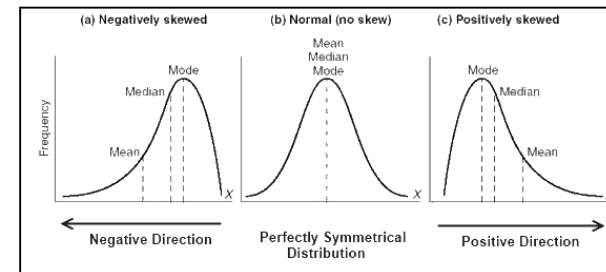 (a) Negatively skewed
(b) Normal (no skew)
(c) Positively skewed
Frequency
Mode
Median
Mean
X
Mean
Median
Mode
X
Mode
Median
Mean
X
Negative Direction
Perfectly Symmetrical
Distribution
Positive Direction